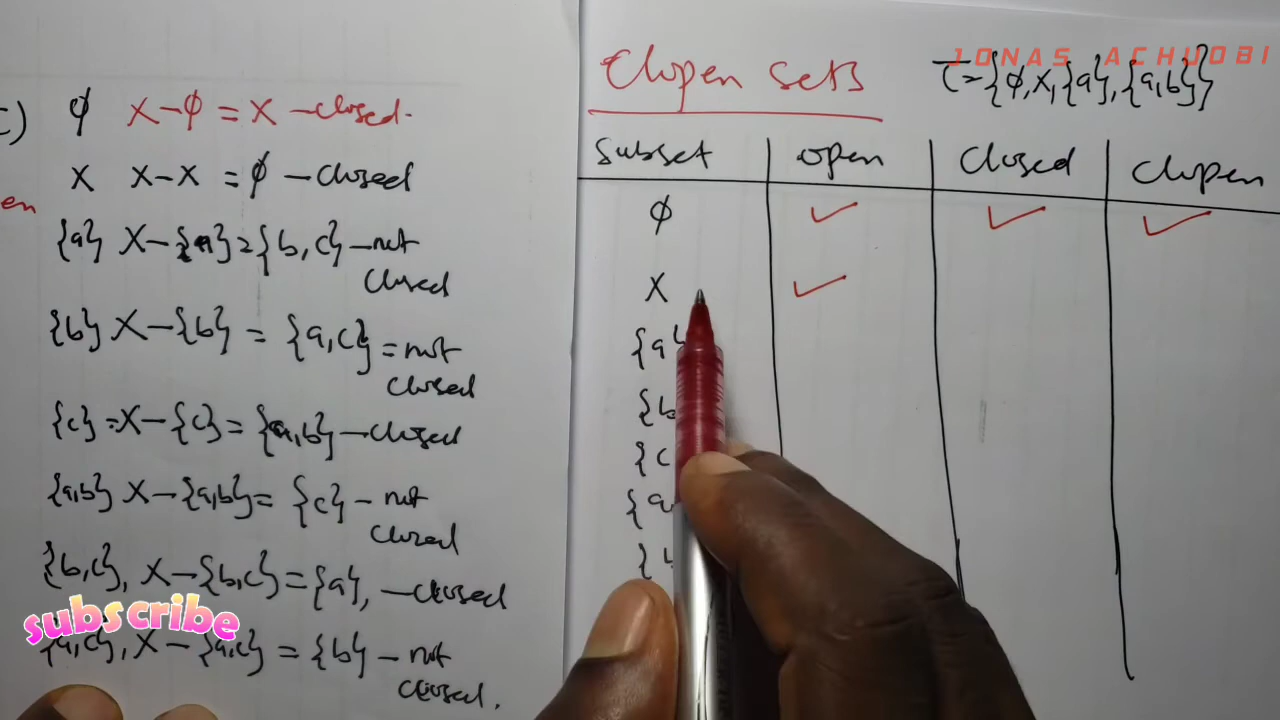 c) φ X-φ = X -closed.
X X-X = φ - closed
en
{a} X-{a} = {b, c} -not
closed
{b} X-{b} = {a,c} = not
closed
{c} = X-{c} = {a,b} -closed
{a,b} X-{a,b} = {c} - not
closed
{b,c}, X-{b,c} = {a}, -closed
subscribe
{a,c}, X- {a,c} = {b} - not
closed.
JONAS ACHUOBI
Clopen sets τ = {φ, X, {a}, {a,b}}
subset open closed clopen
φ ✓ ✓ ✓
X ✓
{a}
{b
{c
{a
{